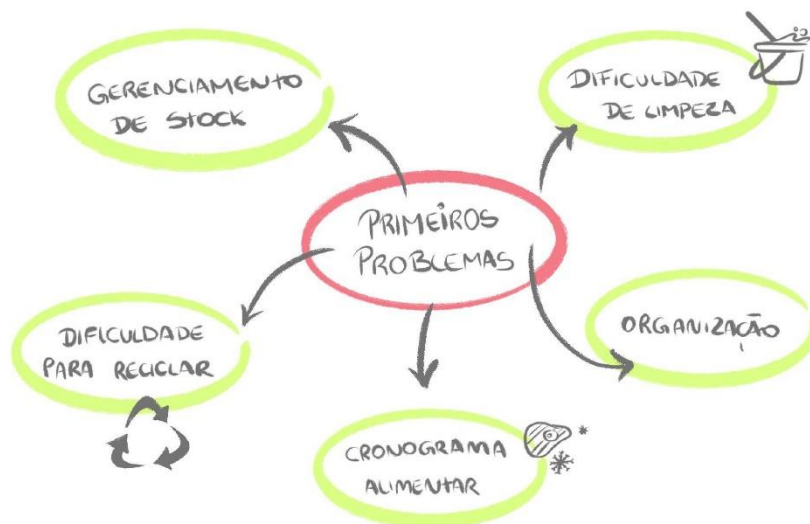 GERENCIAMENTO
DE STOCK
DIFICULDADE
DE LIMPEZA
PRIMEIROS
PROBLEMAS
DIFICULDADE
PARA RECICLAR
ORGANIZAÇÃO
CRONOGRAMA
ALIMENTAR